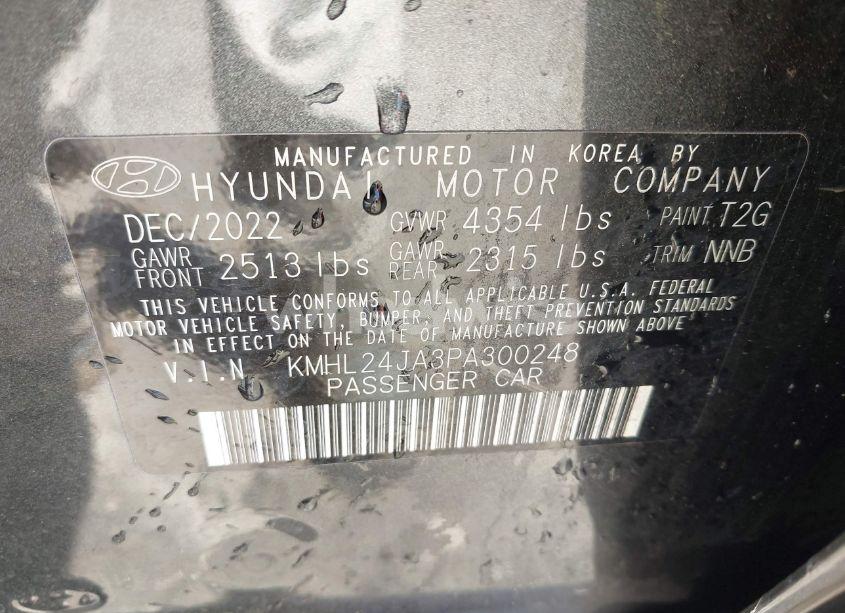 MANUFACTURED IN KOREA BY
HYUNDAI MOTOR COMPANY
DEC/2022 GVWR 4354 lbs PAINT T2G
GAWR FRONT 2513 lbs GAWR REAR 2315 lbs TRIM NNB
THIS VEHICLE CONFORMS TO ALL APPLICABLE U.S.A. FEDERAL
MOTOR VEHICLE SAFETY, BUMPER, AND THEFT PREVENTION STANDARDS
IN EFFECT ON THE DATE OF MANUFACTURE SHOWN ABOVE
V.I.N KMHL24JA3PA300248
PASSENGER CAR